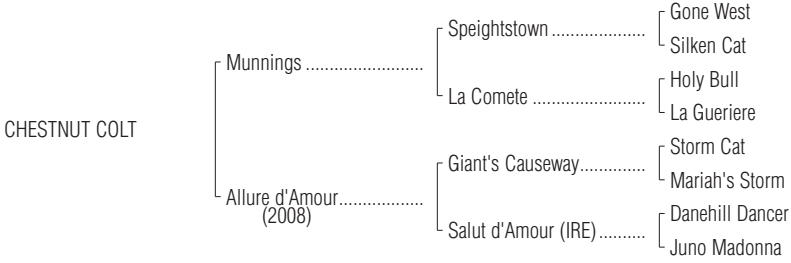 Gone West
Speightstown .....................
Silken Cat
Munnings ..........................
Holy Bull
La Comete .........................
La Gueriere
CHESTNUT COLT
Storm Cat
Giant's Causeway..............
Mariah's Storm
Allure d'Amour...................
(2008)
Danehill Dancer
Salut d'Amour (IRE)..........
Juno Madonna